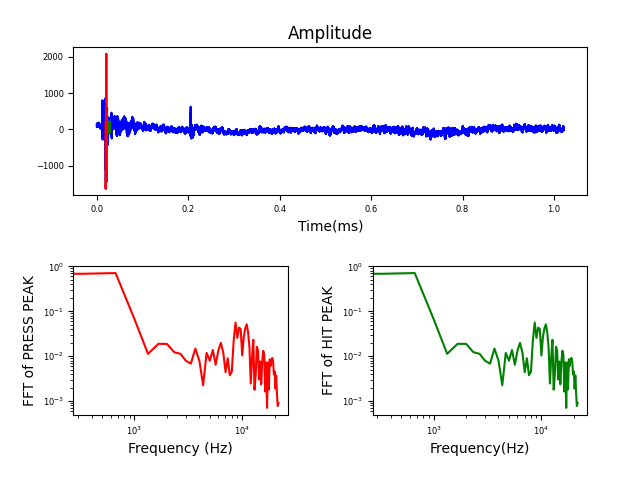 Amplitude
2000
1000
0
−1000
0.0 0.2 0.4 0.6 0.8 1.0
Time(ms)
FFT of PRESS PEAK
10⁰
10⁻¹
10⁻²
10⁻³
10³ 10⁴
Frequency (Hz)
FFT of HIT PEAK
10⁰
10⁻¹
10⁻²
10⁻³
10³ 10⁴
Frequency(Hz)